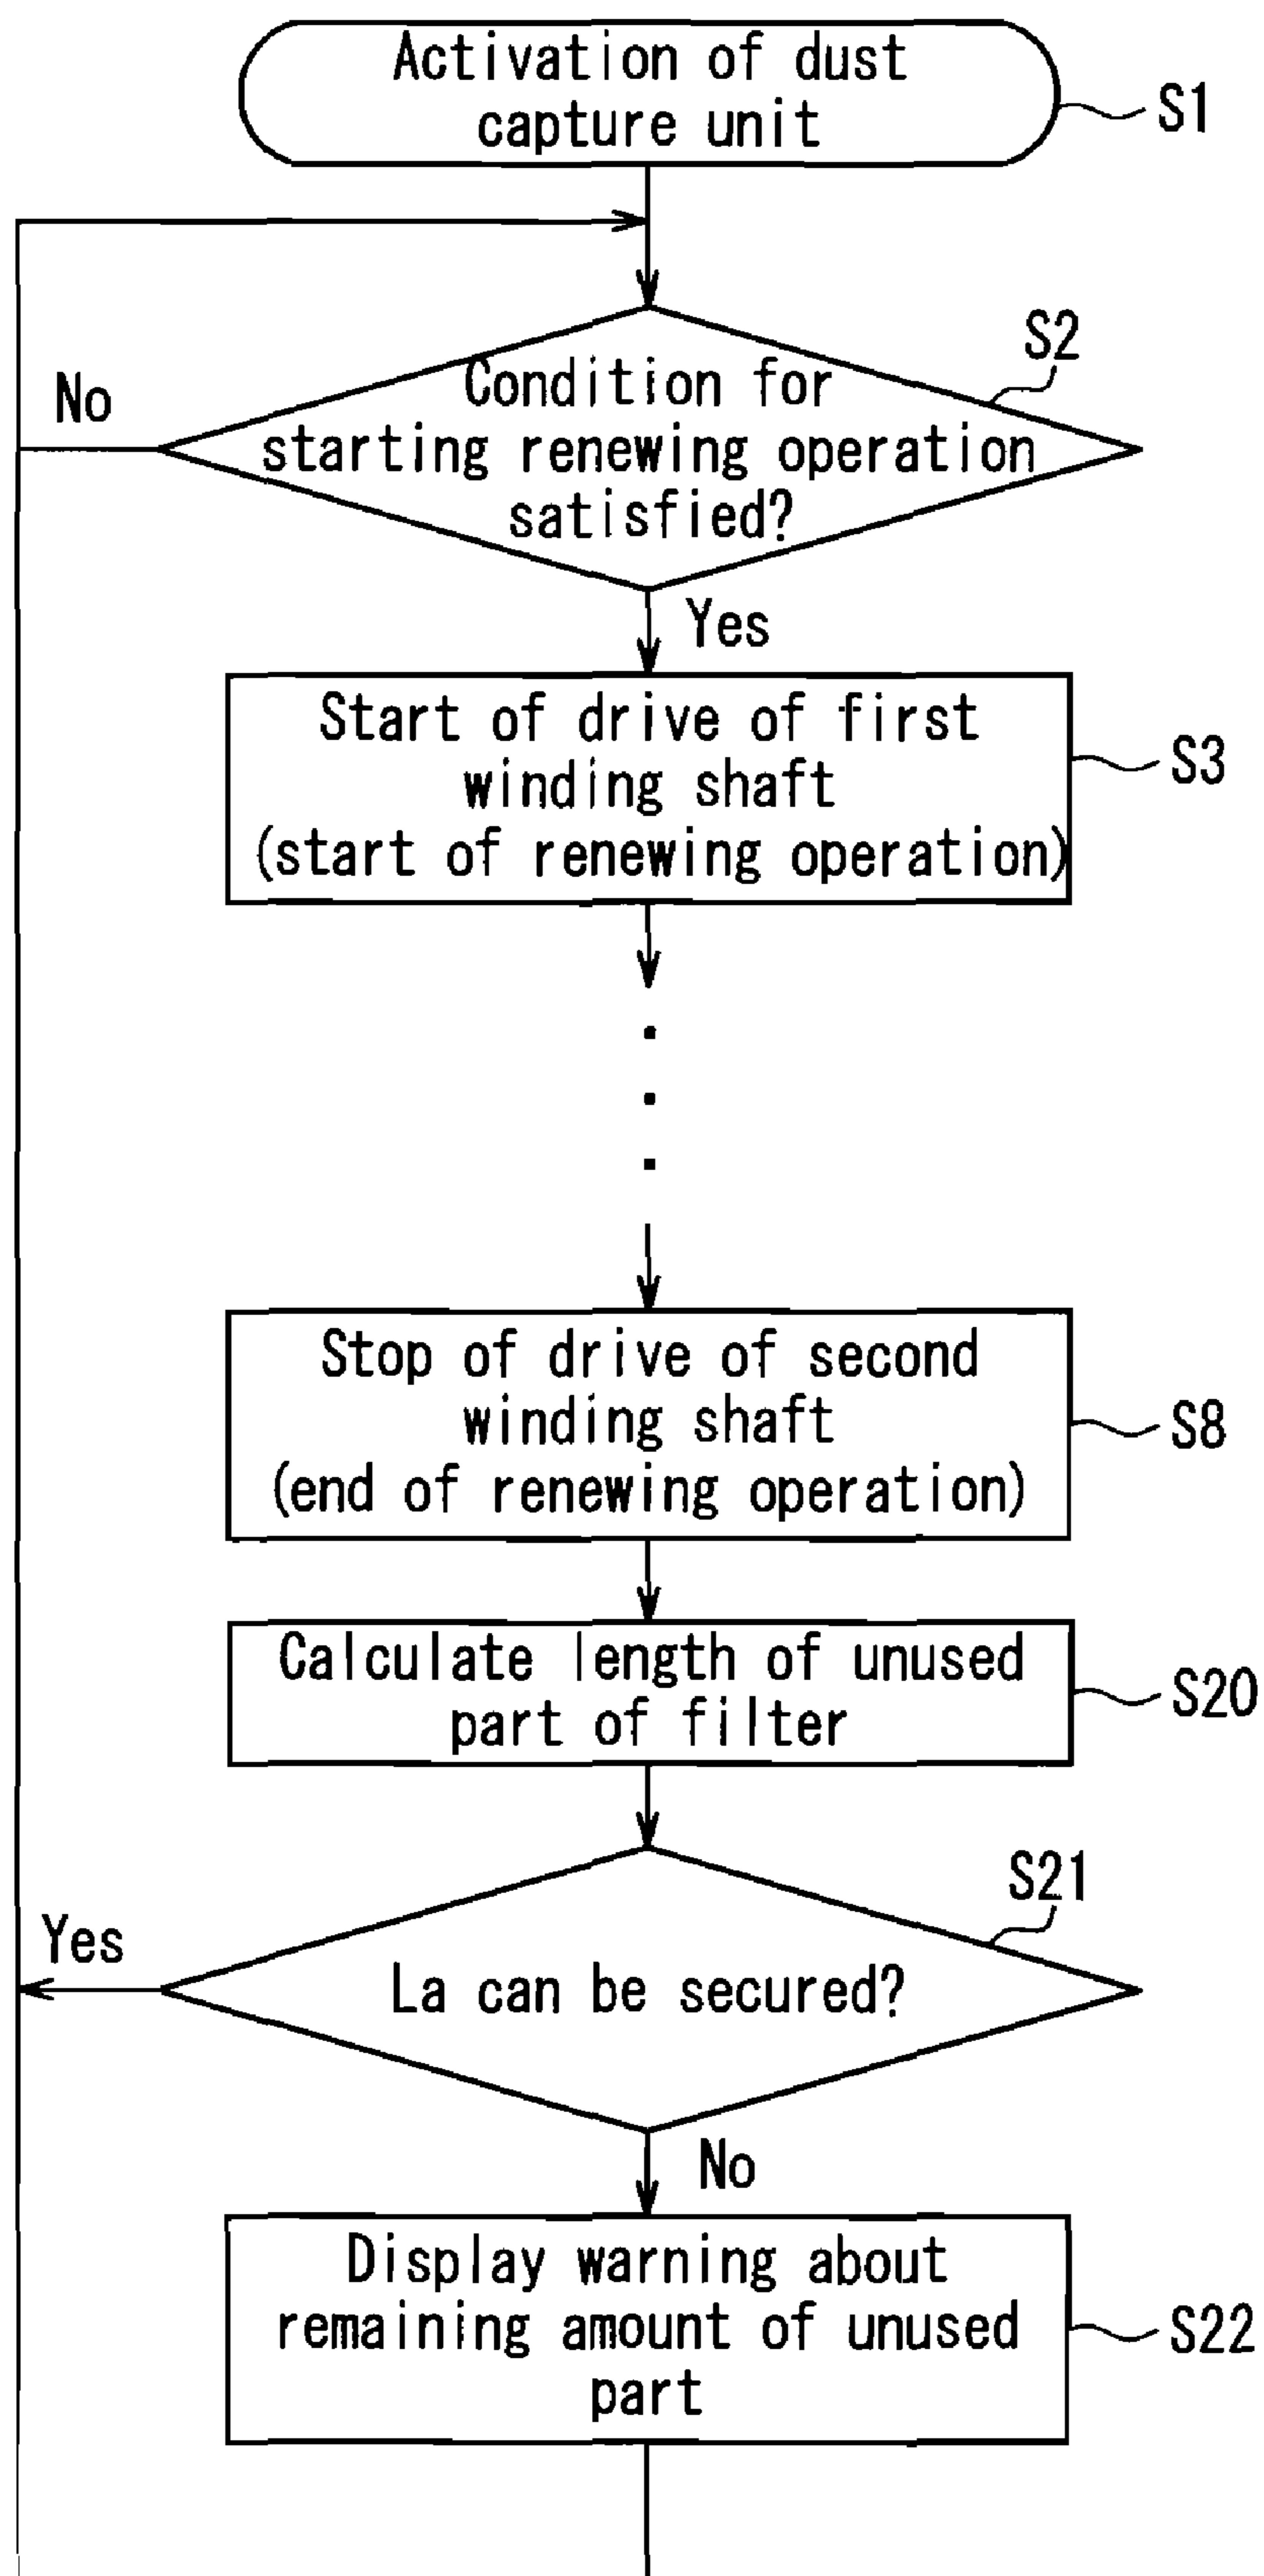 Activation of dust
capture unit
S1
S2
No
Condition for
starting renewing operation
satisfied?
Yes
Start of drive of first
winding shaft
(start of renewing operation)
S3
Stop of drive of second
winding shaft
(end of renewing operation)
S8
Calculate length of unused
part of filter
S20
S21
Yes
La can be secured?
No
Display warning about
remaining amount of unused
part
S22